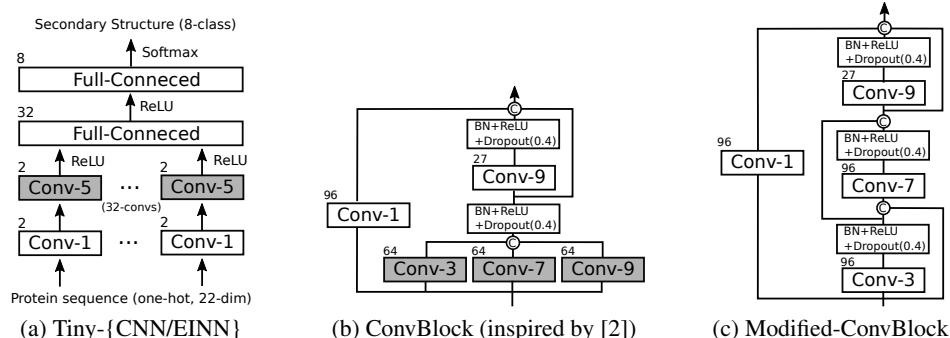 Secondary Structure (8-class)
Softmax
8
Full-Conneced
ReLU
32
Full-Conneced
ReLU
ReLU
2
2
Conv-5
...
Conv-5
(32-convs)
2
2
Conv-1
...
Conv-1
Protein sequence (one-hot, 22-dim)
(a) Tiny-{CNN/EINN}
C
BN+ReLU
+Dropout(0.4)
27
Conv-9
96
Conv-1
BN+ReLU
+Dropout(0.4)
C
64
64
64
Conv-3
Conv-7
Conv-9
(b) ConvBlock (inspired by [2])
C
BN+ReLU
+Dropout(0.4)
27
Conv-9
C
BN+ReLU
+Dropout(0.4)
96
Conv-1
96
Conv-7
C
BN+ReLU
+Dropout(0.4)
96
Conv-3
(c) Modified-ConvBlock